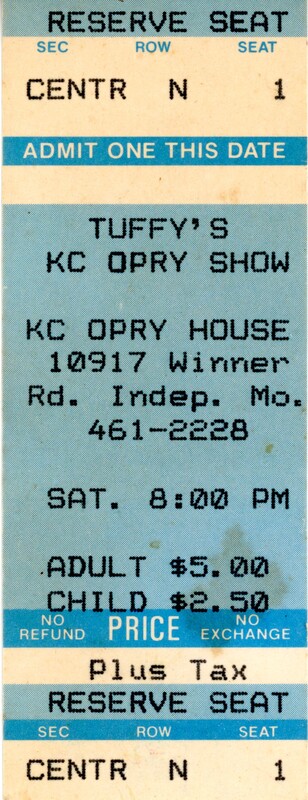 RESERVE SEAT
SEC ROW SEAT
CENTR N 1
ADMIT ONE THIS DATE
TUFFY'S
KC OPRY SHOW
KC OPRY HOUSE
10917 Winner
Rd. Indep. Mo.
461-2228
SAT. 8:00 PM
ADULT $5.00
CHILD $2.50
NO REFUND PRICE NO EXCHANGE
Plus Tax
RESERVE SEAT
SEC ROW SEAT
CENTR N 1